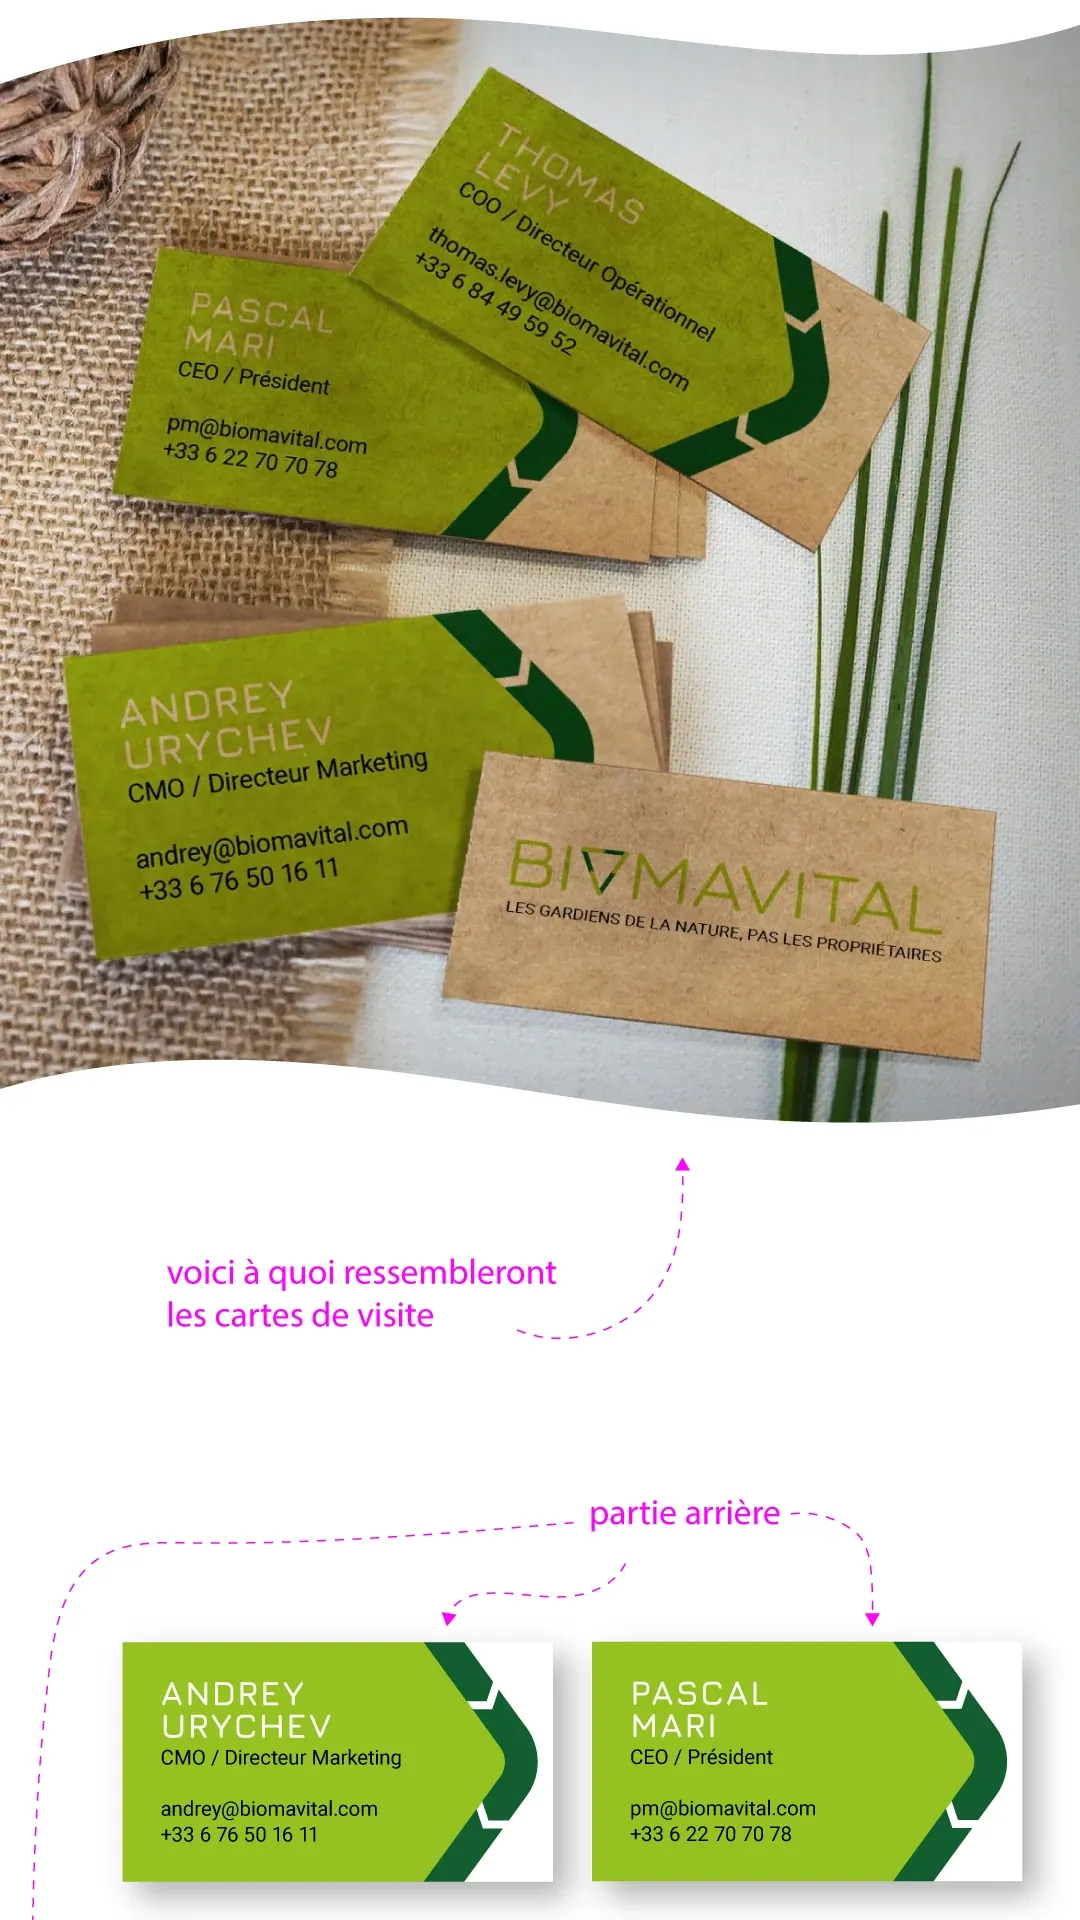 THOMAS
LEVY
COO / Directeur Opérationnel
thomas.levy@biomavital.com
+33 6 84 49 59 52
PASCAL
MARI
CEO / Président
pm@biomavital.com
+33 6 22 70 70 78
ANDREY
URYCHEV
CMO / Directeur Marketing
andrey@biomavital.com
+33 6 76 50 16 11
BIOMAVITAL
LES GARDIENS DE LA NATURE, PAS LES PROPRIÉTAIRES
voici à quoi ressembleront
les cartes de visite
partie arrière
ANDREY
URYCHEV
CMO / Directeur Marketing
andrey@biomavital.com
+33 6 76 50 16 11
PASCAL
MARI
CEO / Président
pm@biomavital.com
+33 6 22 70 70 78